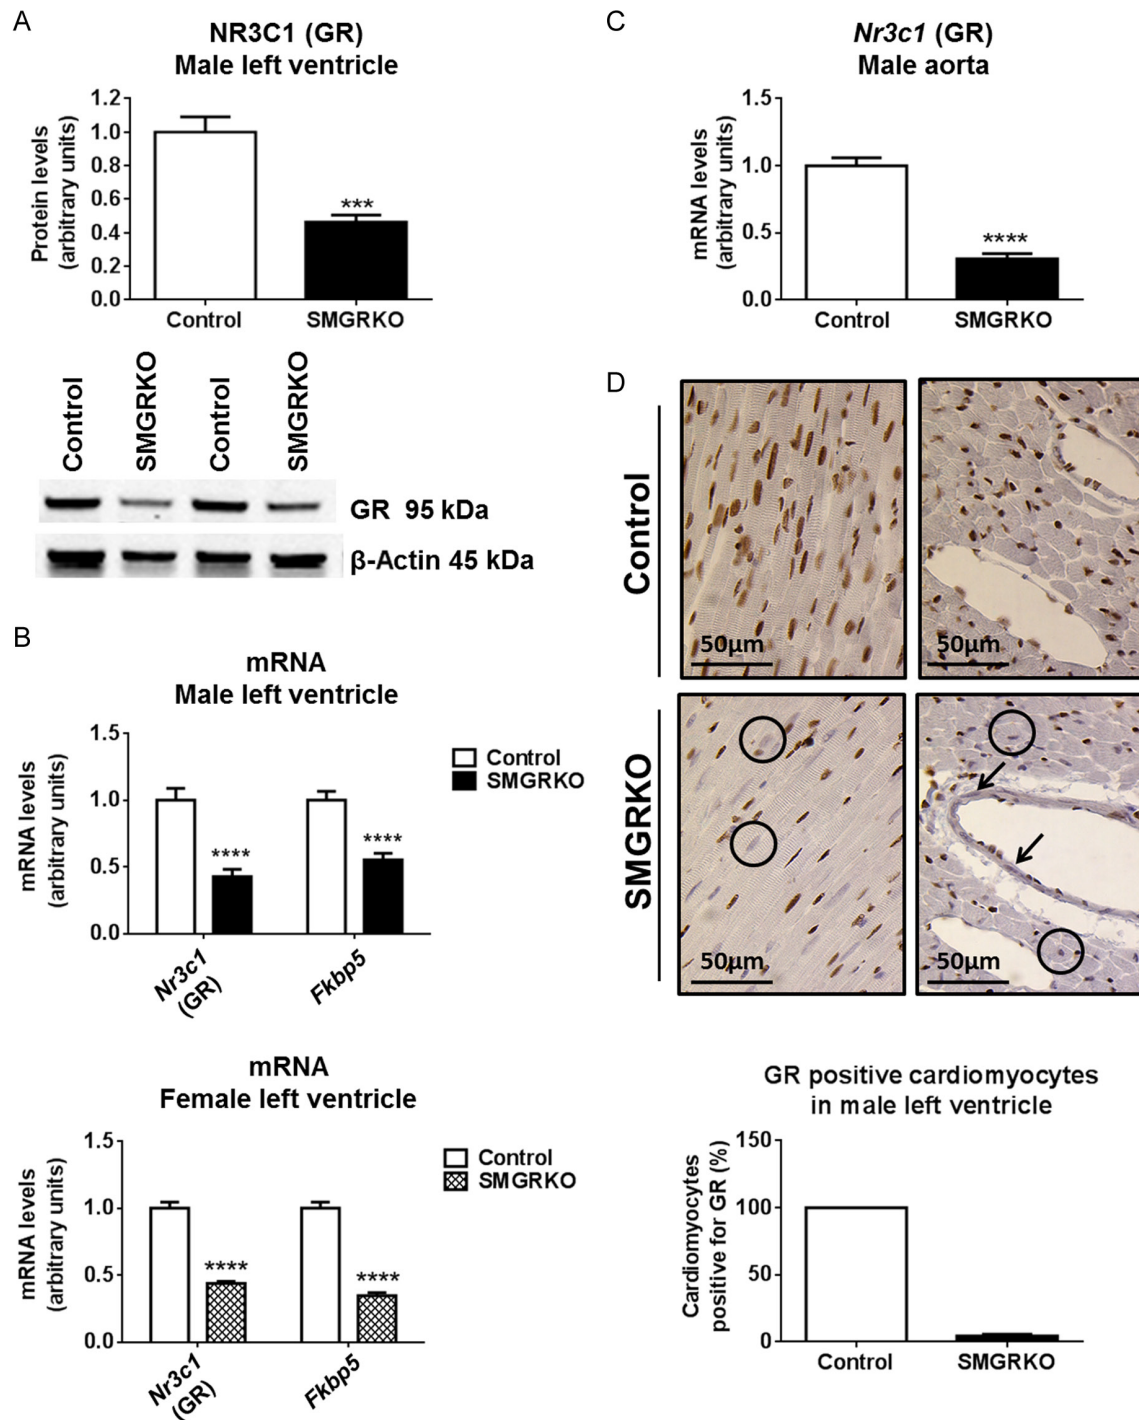 A
NR3C1 (GR)
Male left ventricle
Protein levels
(arbitrary units)
1.2
1.0
0.8
0.6
0.4
0.2
0.0
***
Control
SMGRKO
Control
SMGRKO
Control
SMGRKO
GR 95 kDa
β-Actin 45 kDa
B
mRNA
Male left ventricle
mRNA levels
(arbitrary units)
1.5
1.0
0.5
0.0
****
****
Control
SMGRKO
Nr3c1
(GR)
Fkbp5
mRNA
Female left ventricle
mRNA levels
(arbitrary units)
1.5
1.0
0.5
0.0
****
****
Control
SMGRKO
Nr3c1
(GR)
Fkbp5
C
Nr3c1 (GR)
Male aorta
mRNA levels
(arbitrary units)
1.5
1.0
0.5
0.0
****
Control
SMGRKO
D
Control
50μm
50μm
SMGRKO
50μm
50μm
GR positive cardiomyocytes
in male left ventricle
Cardiomyocytes
positive for GR (%)
150
100
50
0
Control
SMGRKO